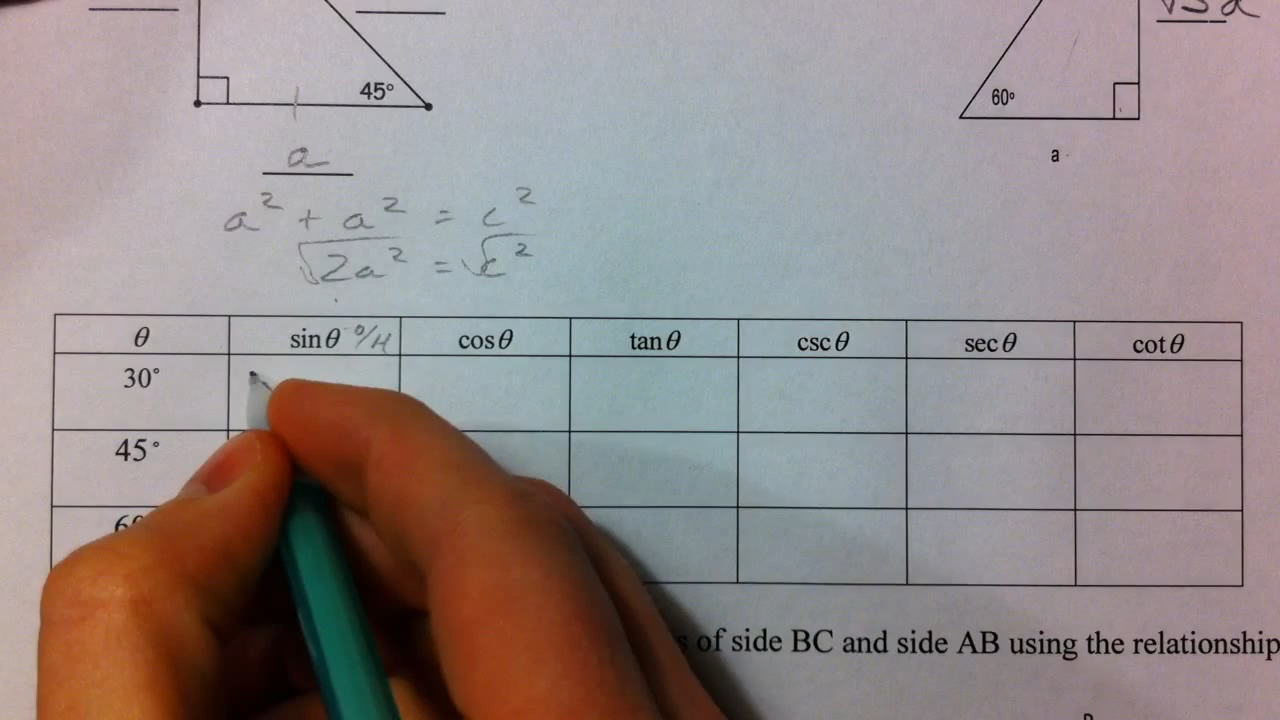 √3a
45°
60°
a
a
a² + a² = c²
√2a² = √c²
θ sinθ O/H cosθ tanθ cscθ secθ cotθ
30°
45°
of side BC and side AB using the relationship